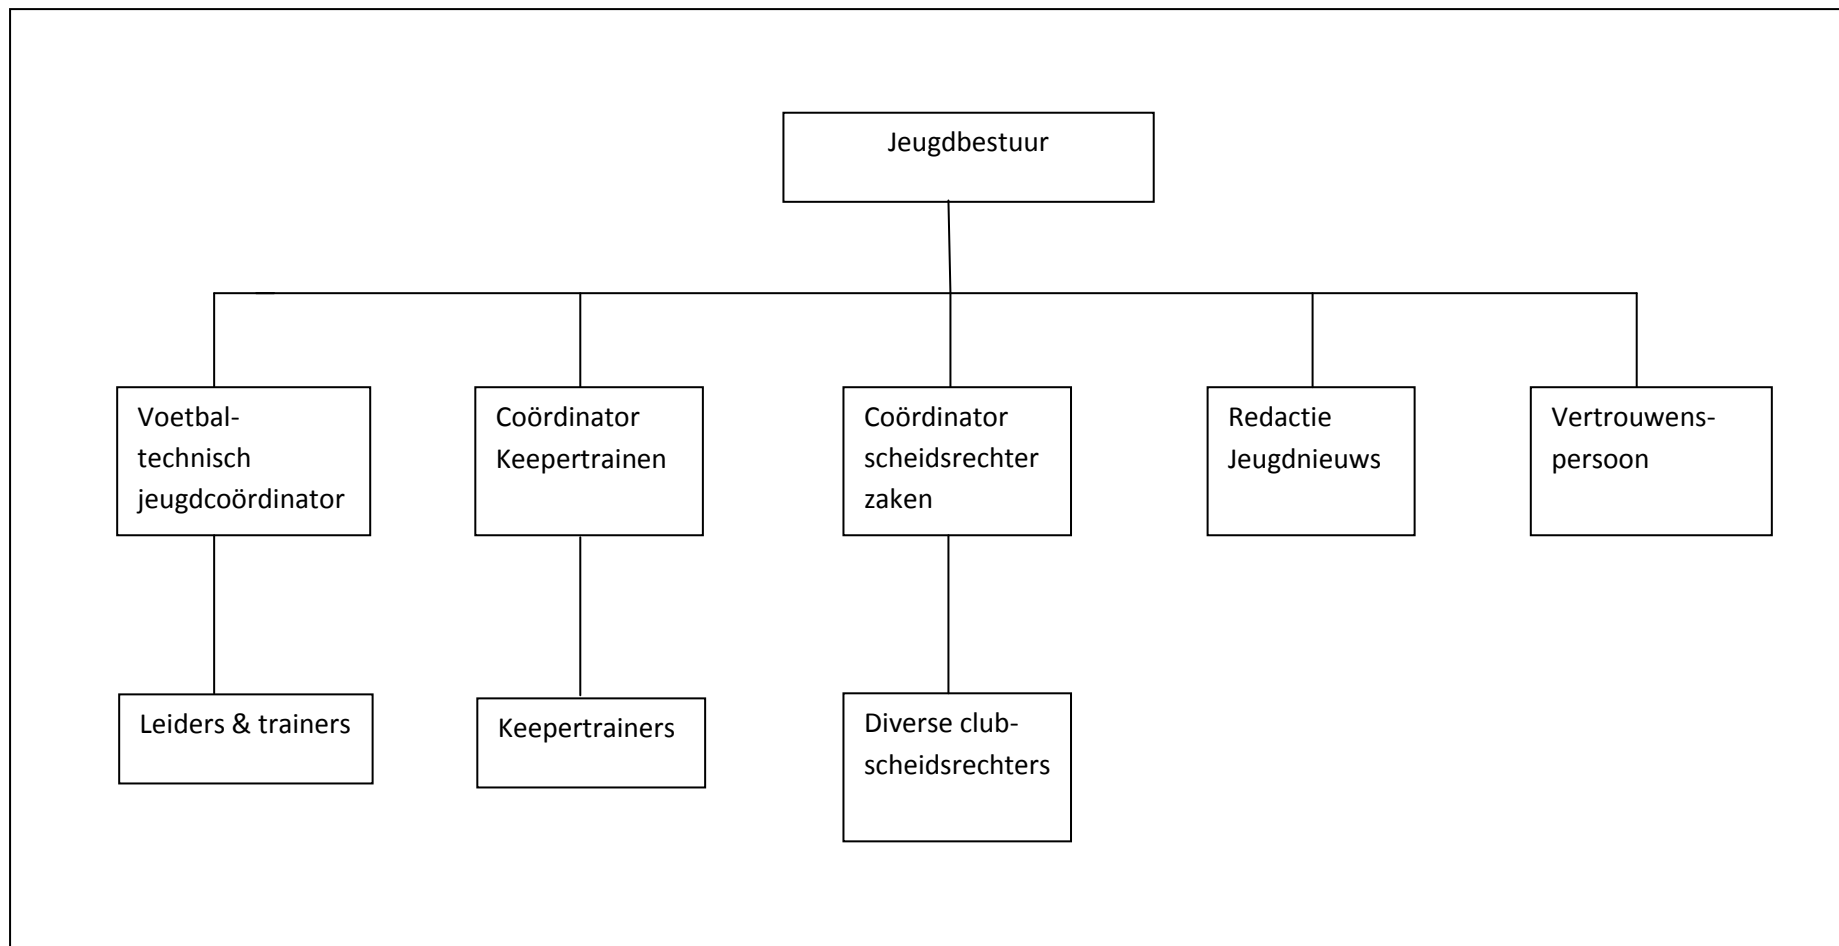 Jeugdbestuur
Voetbal-
technisch
jeugdcoördinator
Coördinator
Keepertrainen
Coördinator
scheidsrechter
zaken
Redactie
Jeugdnieuws
Vertrouwens-
persoon
Leiders & trainers
Keepertrainers
Diverse club-
scheidsrechters